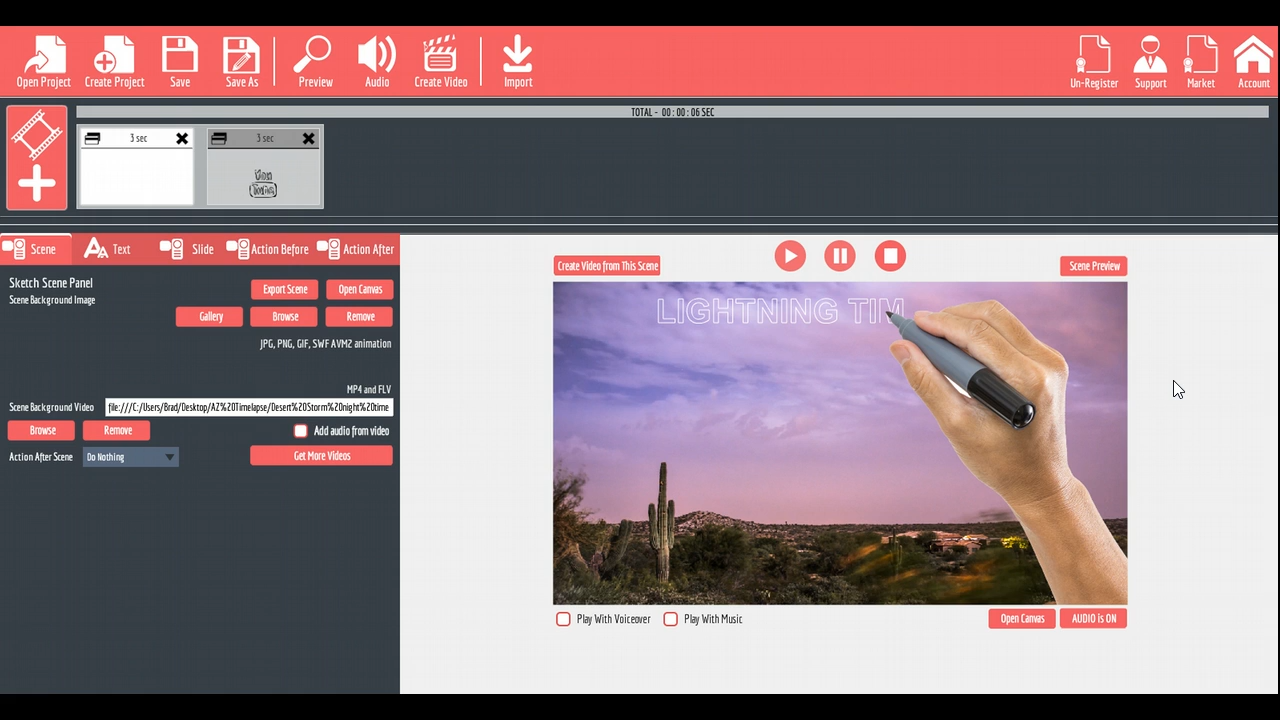 Open Project Create Project Save Save As Preview Audio Create Video Import Un-Register Support Market Account
TOTAL - 00 : 00 : 06 SEC
3 sec 3 sec
Scene Text Slide Action Before Action After
Sketch Scene Panel
Scene Background Image
Export Scene Open Canvas
Gallery Browse Remove
JPG, PNG, GIF, SWF AVM2 animation
MP4 and FLV
Scene Background Video file:///C:/Users/Brad/Desktop/AZ%20Timelapse/Desert%20Storm%20night%20time
Browse Remove Add audio from video
Action After Scene Do Nothing Get More Videos
Create Video from This Scene Scene Preview
LIGHTNING TIM
Play With Voiceover Play With Music Open Canvas AUDIO is ON